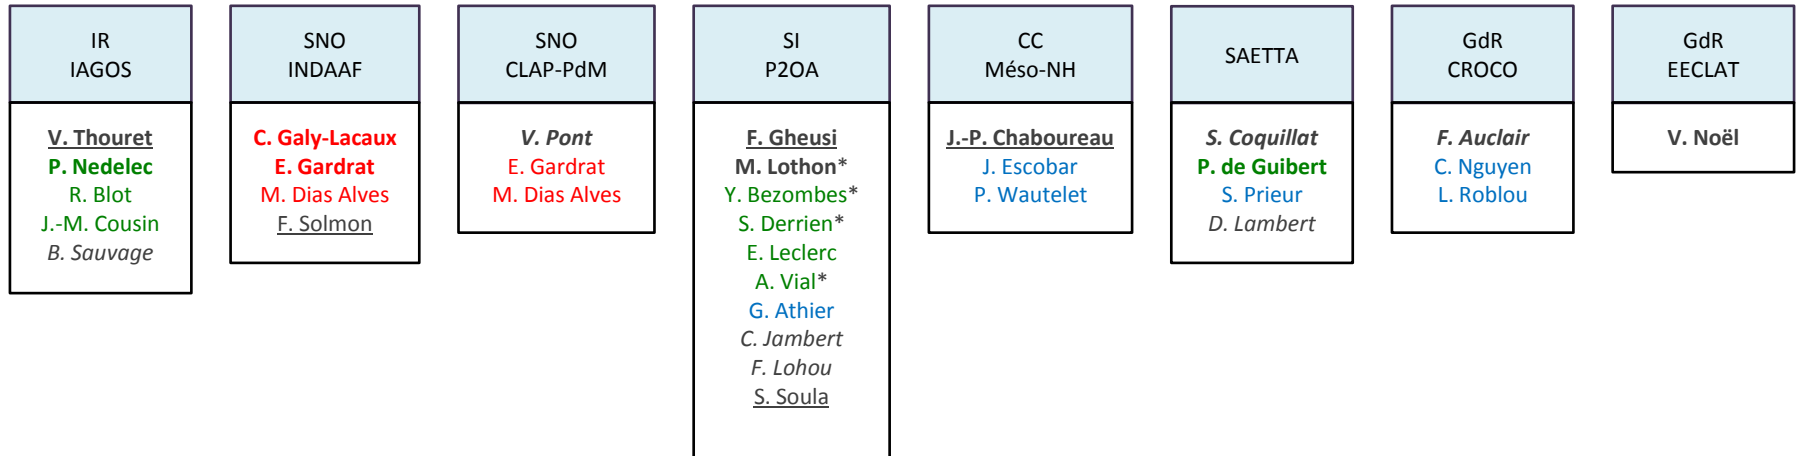 IR
IAGOS
V. Thouret
P. Nedelec
R. Blot
J.-M. Cousin
B. Sauvage
SNO
INDAAF
C. Galy-Lacaux
E. Gardrat
M. Dias Alves
F. Solmon
SNO
CLAP-PdM
V. Pont
E. Gardrat
M. Dias Alves
SI
P2OA
F. Gheusi
M. Lothon*
Y. Bezombes*
S. Derrien*
E. Leclerc
A. Vial*
G. Athier
C. Jambert
F. Lohou
S. Soula
CC
Méso-NH
J.-P. Chaboureau
J. Escobar
P. Wautelet
SAETTA
S. Coquillat
P. de Guibert
S. Prieur
D. Lambert
GdR
CROCO
F. Auclair
C. Nguyen
L. Roblou
GdR
EECLAT
V. Noël